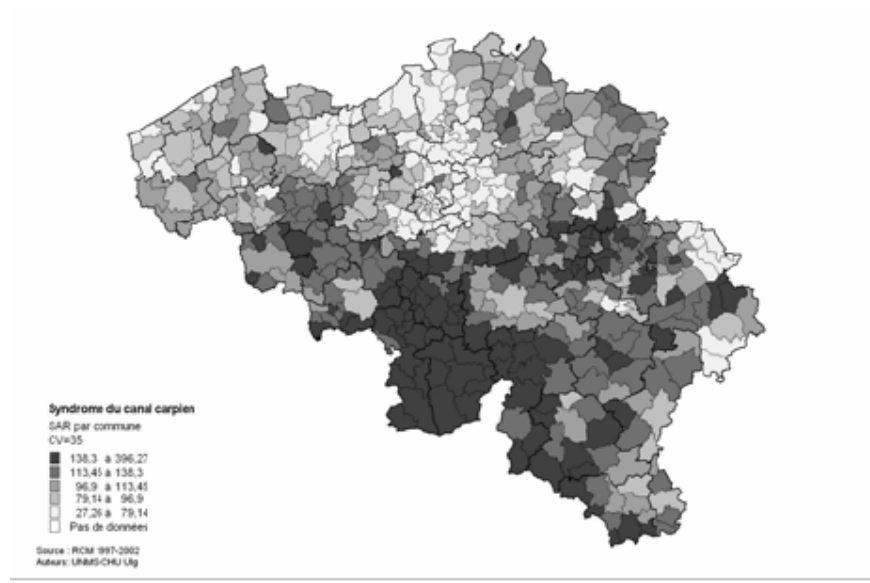 Syndrome du canal carpien
SAR par commune
CV=35
138,3 à 396,27
113,45 à 138,3
96,9 à 113,45
79,14 à 96,9
27,26 à 79,14
Pas de données
Source : RCM 1997-2002
Auteurs: UNMS-CHU Ulg